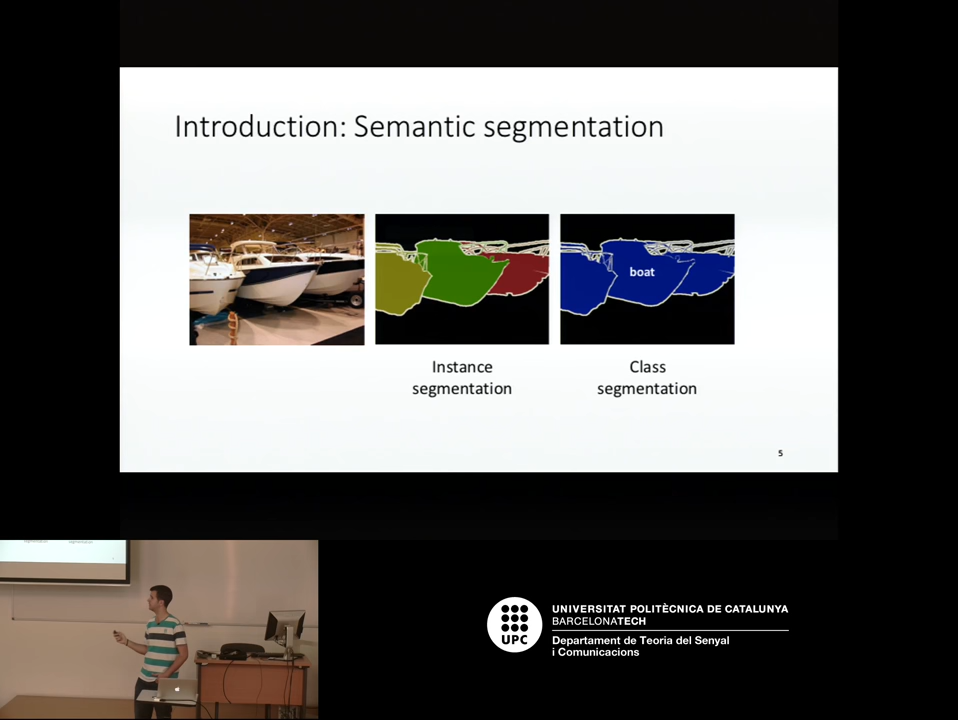 Introduction: Semantic segmentation
boat
Instance
segmentation
Class
segmentation
5
UPC
UNIVERSITAT POLITÈCNICA DE CATALUNYA
BARCELONATECH
Departament de Teoria del Senyal
i Comunicacions